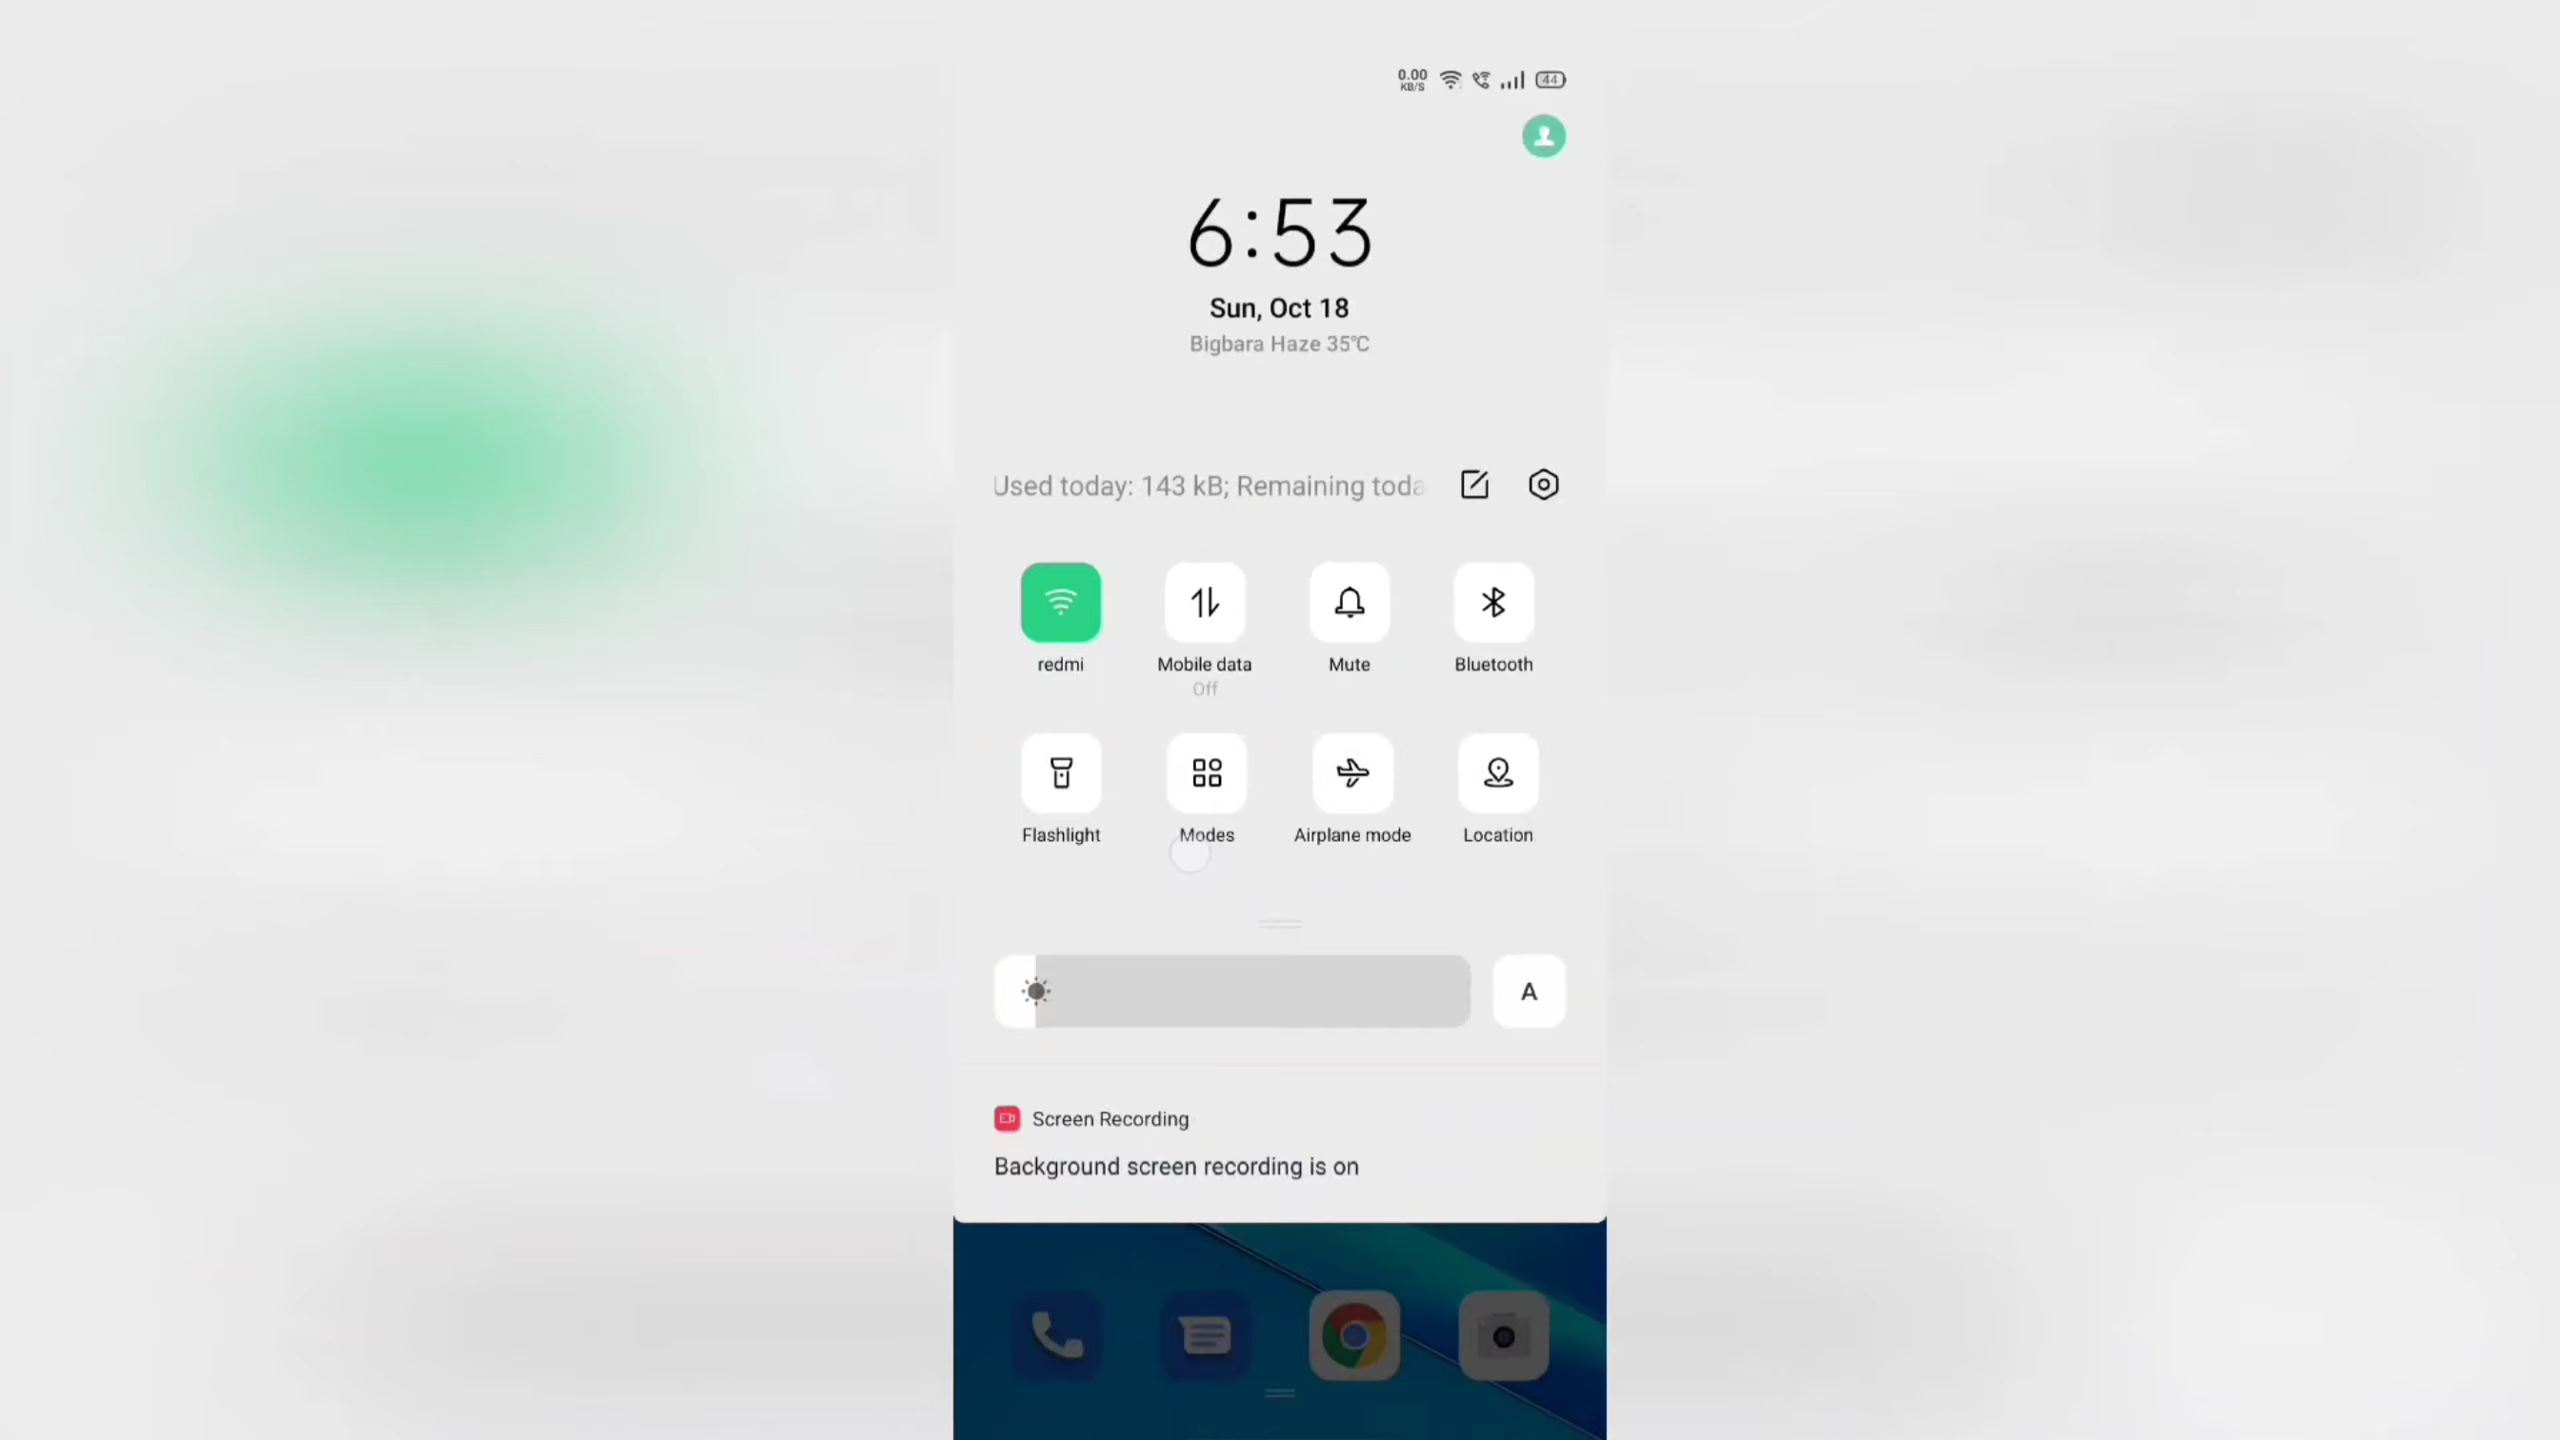 0.00
KB/S
44
6:53
Sun, Oct 18
Bigbara Haze 35℃
Used today: 143 kB; Remaining toda
redmi
Mobile data
Off
Mute
Bluetooth
Flashlight
Modes
Airplane mode
Location
A
Screen Recording
Background screen recording is on